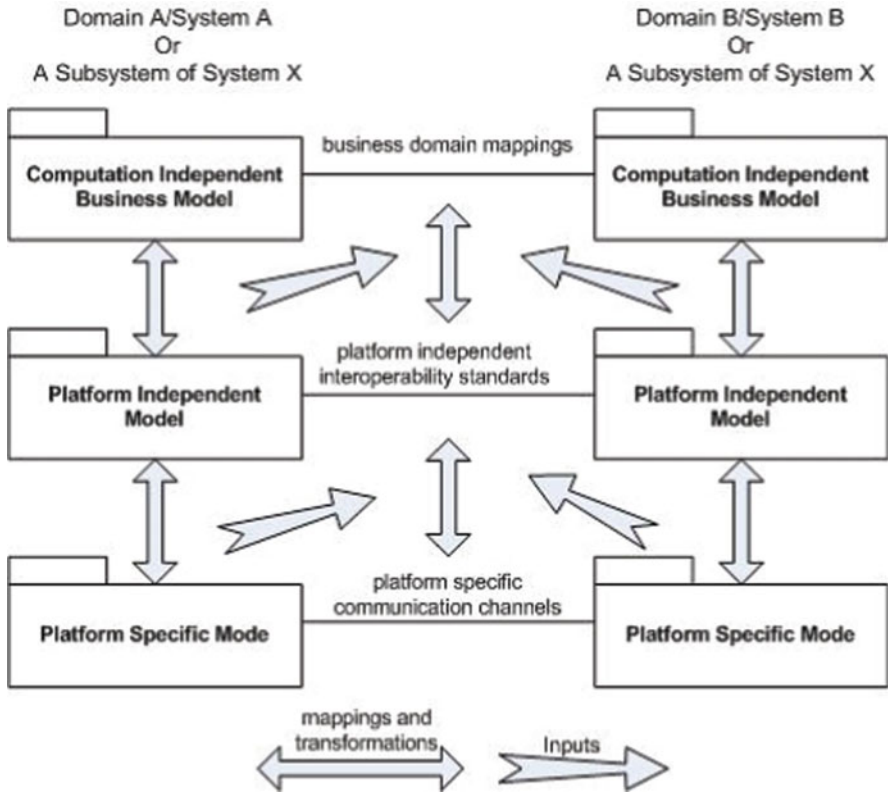 Domain A/System A
Or
A Subsystem of System X
Domain B/System B
Or
A Subsystem of System X
Computation Independent
Business Model
business domain mappings
Computation Independent
Business Model
Platform Independent
Model
platform independent
interoperability standards
Platform Independent
Model
Platform Specific Mode
platform specific
communication channels
Platform Specific Mode
mappings and
transformations
Inputs